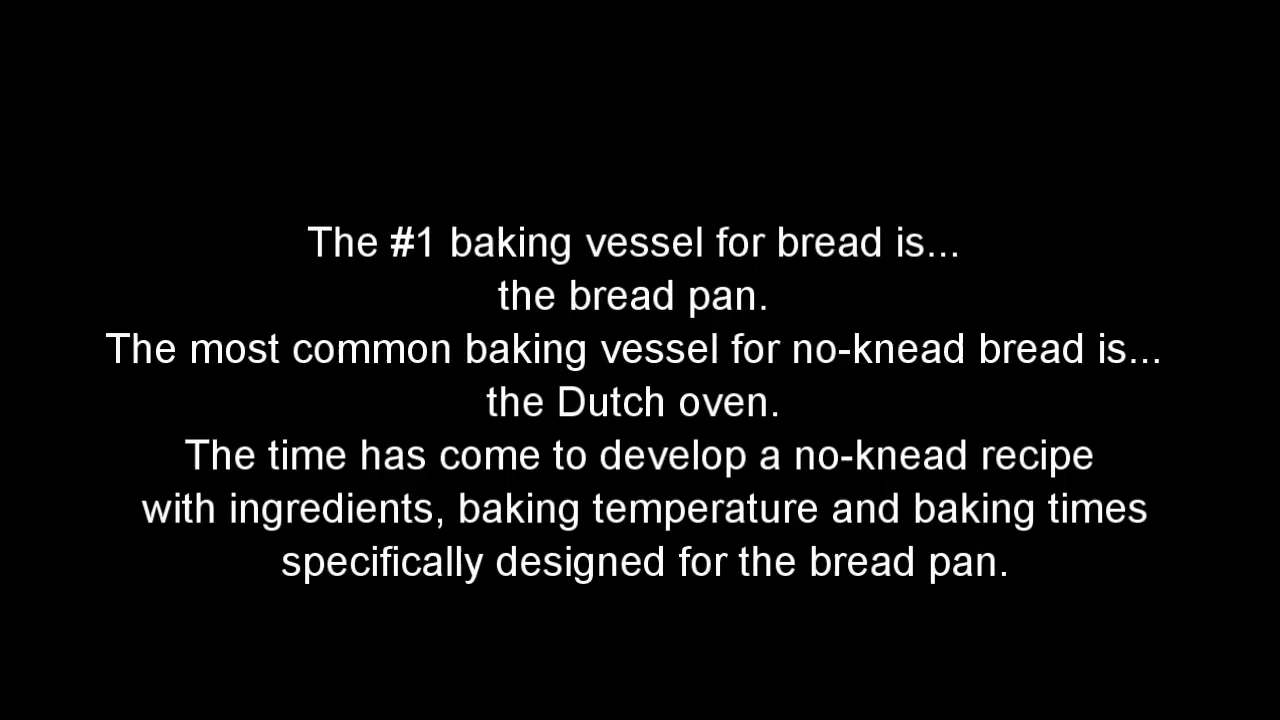 The #1 baking vessel for bread is...
the bread pan.
The most common baking vessel for no-knead bread is...
the Dutch oven.
The time has come to develop a no-knead recipe
with ingredients, baking temperature and baking times
specifically designed for the bread pan.